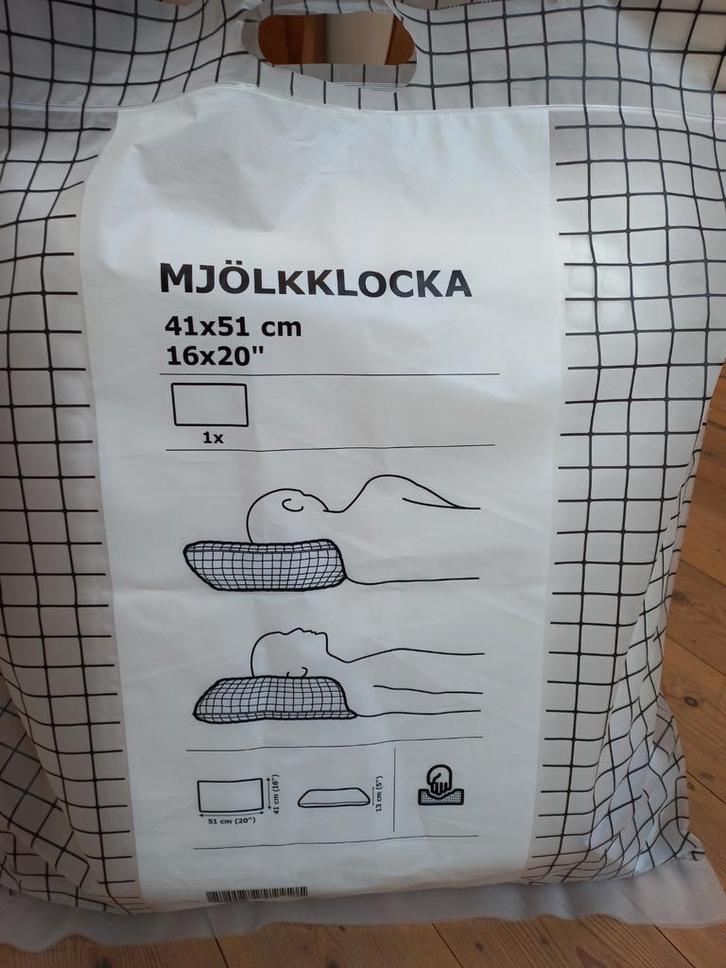 MJÖLKKLOCKA
41x51 cm
16x20"
1x
51 cm (20")
41 cm (16")
13 cm (5")